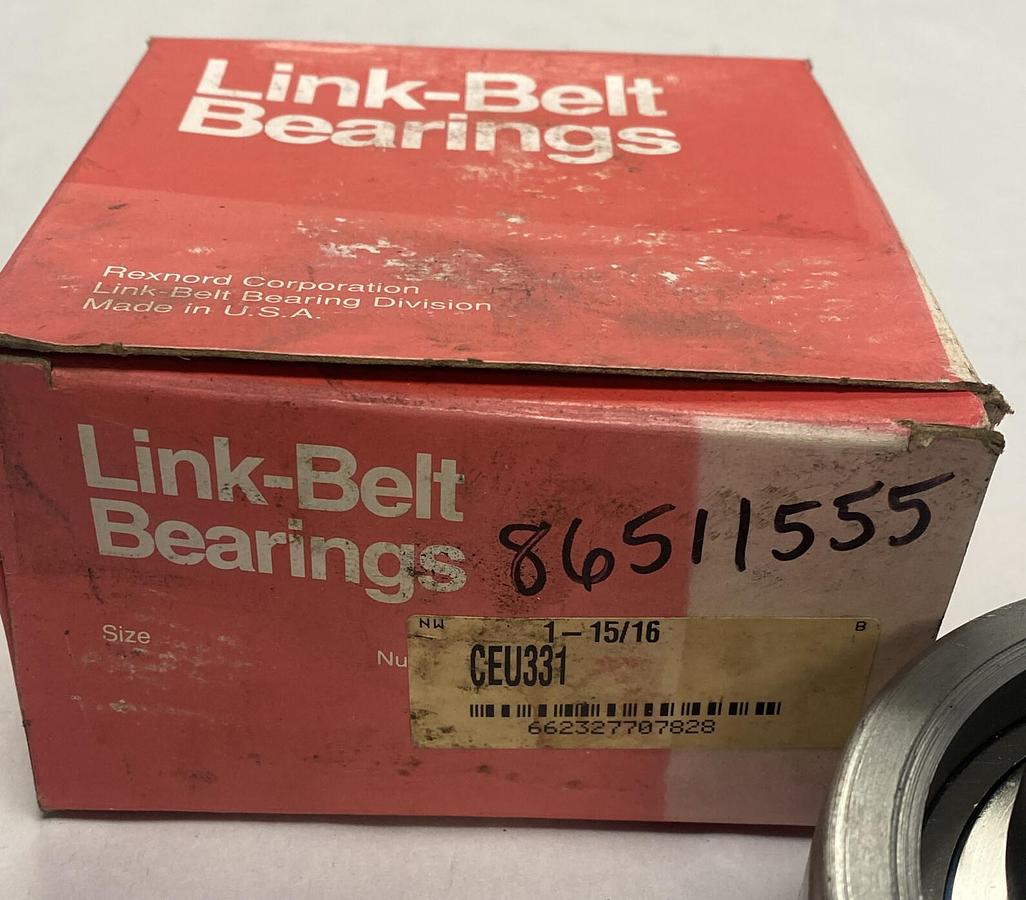 Link-Belt
Bearings
Rexnord Corporation
Link-Belt Bearing Division
Made in U.S.A.
Link-Belt
Bearings
86511555
Size
Nu
NW
1-15/16
B
CEU331
662327707828